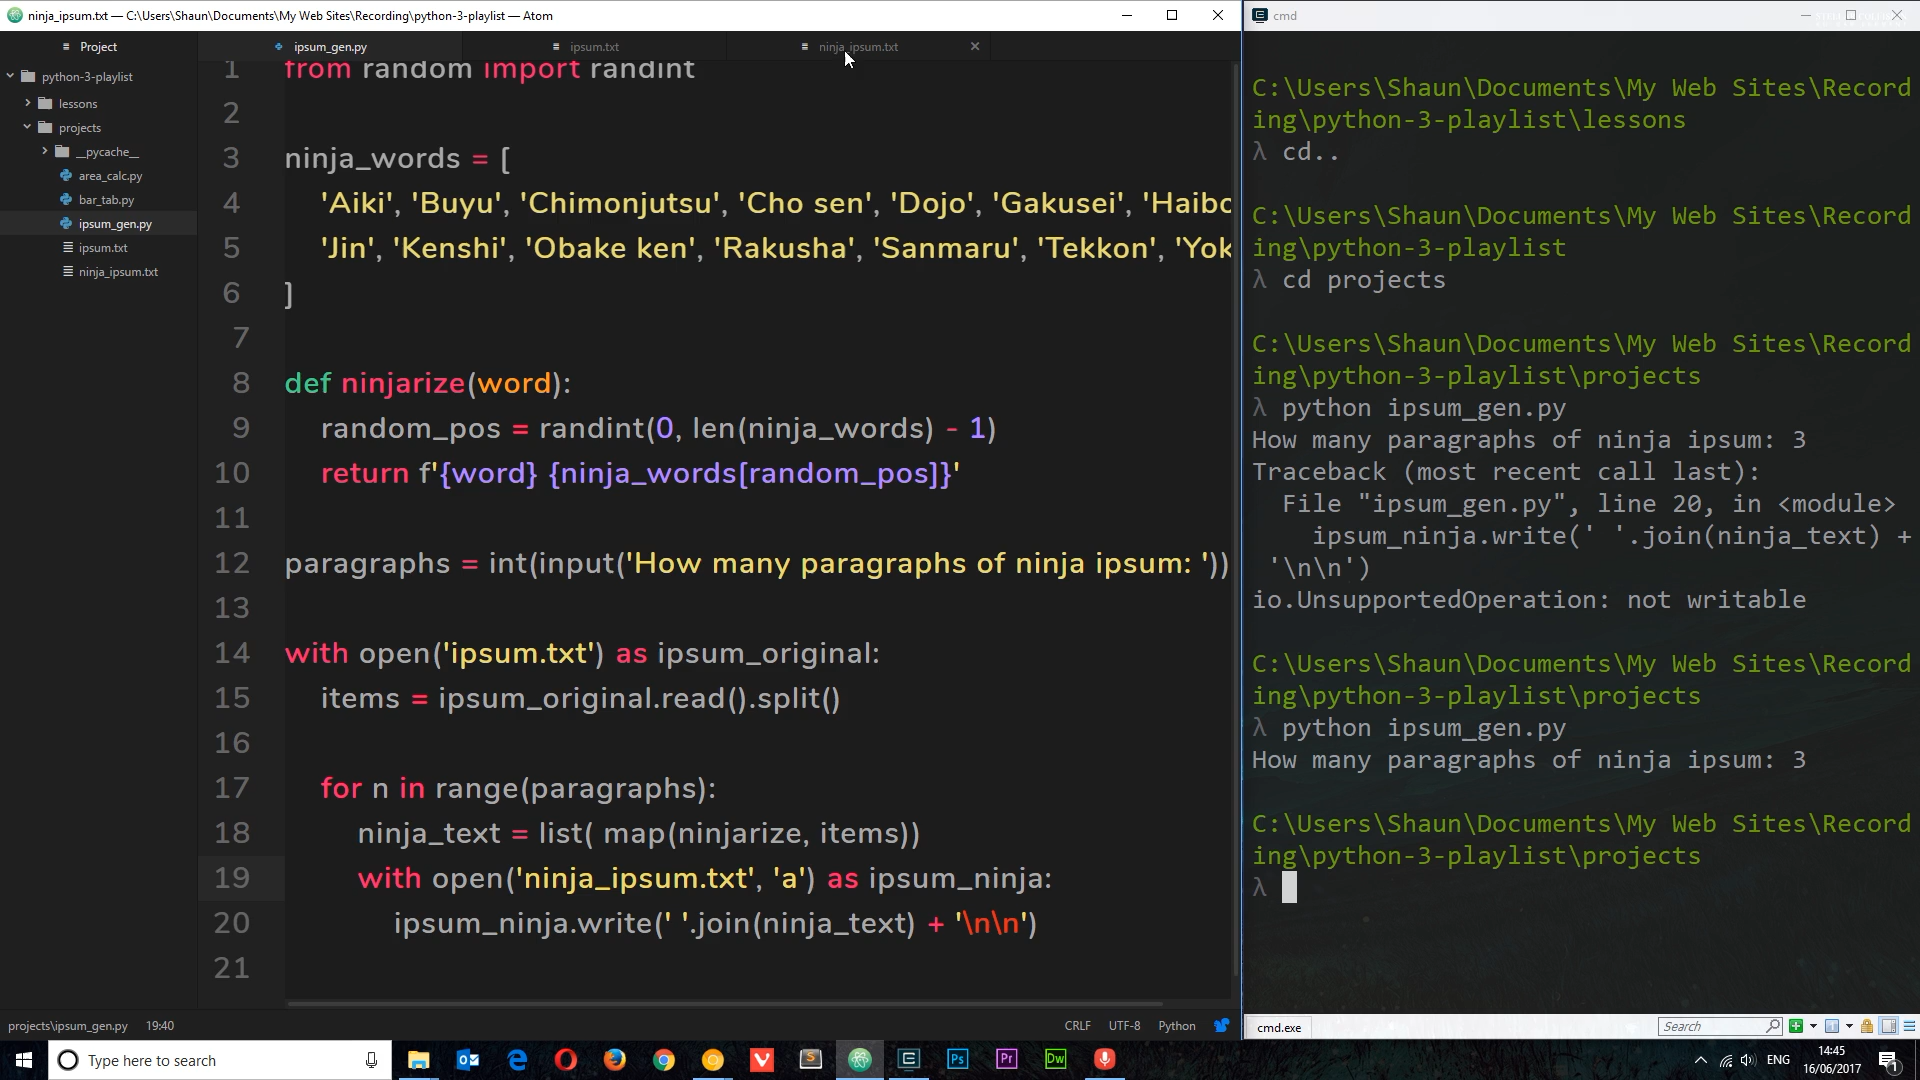 ninja_ipsum.txt — C:\Users\Shaun\Documents\My Web Sites\Recording\python-3-playlist — Atom
Project
python-3-playlist
lessons
projects
__pycache__
area_calc.py
bar_tab.py
ipsum_gen.py
ipsum.txt
ninja_ipsum.txt
ipsum_gen.py
ipsum.txt
ninja_ipsum.txt
1 from random import randint
2
3 ninja_words = [
4 'Aiki', 'Buyu', 'Chimonjutsu', 'Cho sen', 'Dojo', 'Gakusei', 'Haibo
5 'Jin', 'Kenshi', 'Obake ken', 'Rakusha', 'Sanmaru', 'Tekkon', 'Yok
6 ]
7
8 def ninjarize(word):
9 random_pos = randint(0, len(ninja_words) - 1)
10 return f'{word} {ninja_words[random_pos]}'
11
12 paragraphs = int(input('How many paragraphs of ninja ipsum: '))
13
14 with open('ipsum.txt') as ipsum_original:
15 items = ipsum_original.read().split()
16
17 for n in range(paragraphs):
18 ninja_text = list( map(ninjarize, items))
19 with open('ninja_ipsum.txt', 'a') as ipsum_ninja:
20 ipsum_ninja.write(' '.join(ninja_text) + '\n\n')
21
projects\ipsum_gen.py 19:40
CRLF UTF-8 Python
cmd
C:\Users\Shaun\Documents\My Web Sites\Record
ing\python-3-playlist\lessons
λ cd..
C:\Users\Shaun\Documents\My Web Sites\Record
ing\python-3-playlist
λ cd projects
C:\Users\Shaun\Documents\My Web Sites\Record
ing\python-3-playlist\projects
λ python ipsum_gen.py
How many paragraphs of ninja ipsum: 3
Traceback (most recent call last):
File "ipsum_gen.py", line 20, in <module>
ipsum_ninja.write(' '.join(ninja_text) +
'\n\n')
io.UnsupportedOperation: not writable
C:\Users\Shaun\Documents\My Web Sites\Record
ing\python-3-playlist\projects
λ python ipsum_gen.py
How many paragraphs of ninja ipsum: 3
C:\Users\Shaun\Documents\My Web Sites\Record
ing\python-3-playlist\projects
λ
cmd.exe
Search
Type here to search
Ps
Pr
Dw
ENG
14:45
16/06/2017
1